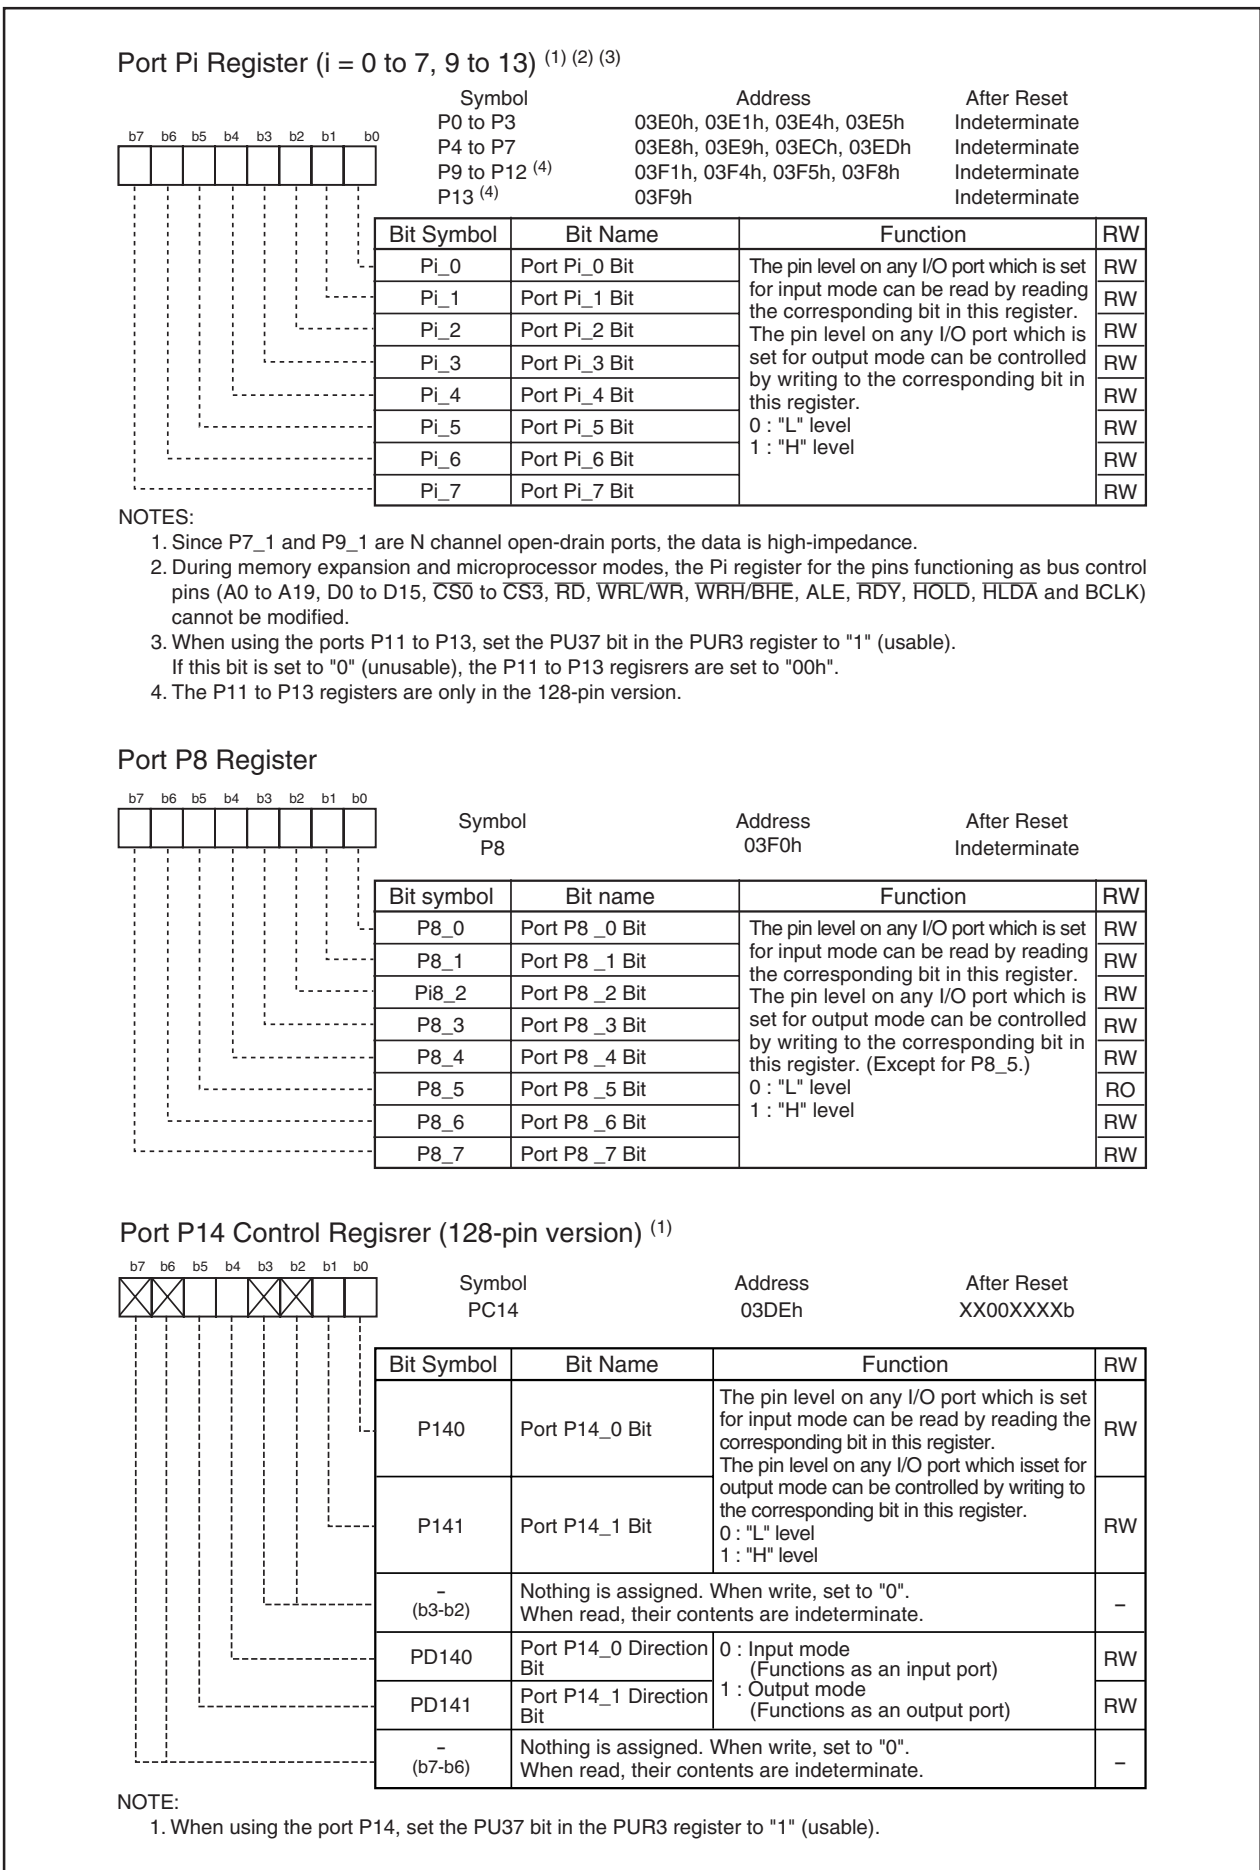 Port Pi Register (i = 0 to 7, 9 to 13) (1) (2) (3)
Symbol Address After Reset
P0 to P3 03E0h, 03E1h, 03E4h, 03E5h Indeterminate
b7 b6 b5 b4 b3 b2 b1 b0
P4 to P7 03E8h, 03E9h, 03ECh, 03EDh Indeterminate
P9 to P12 (4) 03F1h, 03F4h, 03F5h, 03F8h Indeterminate
P13 (4) 03F9h Indeterminate
Bit Symbol Bit Name Function RW
Pi_0 Port Pi_0 Bit The pin level on any I/O port which is set RW
for input mode can be read by reading
Pi_1 Port Pi_1 Bit RW
the corresponding bit in this register.
Pi_2 Port Pi_2 Bit The pin level on any I/O port which is RW
set for output mode can be controlled
Pi_3 Port Pi_3 Bit RW
by writing to the corresponding bit in
Pi_4 Port Pi_4 Bit this register. RW
Pi_5 Port Pi_5 Bit 0 : "L" level RW
1 : "H" level
Pi_6 Port Pi_6 Bit RW
Pi_7 Port Pi_7 Bit RW
NOTES:
1. Since P7_1 and P9_1 are N channel open-drain ports, the data is high-impedance.
2. During memory expansion and microprocessor modes, the Pi register for the pins functioning as bus control
pins (A0 to A19, D0 to D15, CS0 to CS3, RD, WRL/WR, WRH/BHE, ALE, RDY, HOLD, HLDA and BCLK)
cannot be modified.
3. When using the ports P11 to P13, set the PU37 bit in the PUR3 register to "1" (usable).
If this bit is set to "0" (unusable), the P11 to P13 regisrers are set to "00h".
4. The P11 to P13 registers are only in the 128-pin version.
Port P8 Register
b7 b6 b5 b4 b3 b2 b1 b0
Symbol Address After Reset
P8 03F0h Indeterminate
Bit symbol Bit name Function RW
P8_0 Port P8 _0 Bit The pin level on any I/O port which is set RW
for input mode can be read by reading
P8_1 Port P8 _1 Bit RW
the corresponding bit in this register.
Pi8_2 Port P8 _2 Bit The pin level on any I/O port which is RW
set for output mode can be controlled
P8_3 Port P8 _3 Bit RW
by writing to the corresponding bit in
P8_4 Port P8 _4 Bit this register. (Except for P8_5.) RW
P8_5 Port P8 _5 Bit 0 : "L" level RO
1 : "H" level
P8_6 Port P8 _6 Bit RW
P8_7 Port P8 _7 Bit RW
Port P14 Control Regisrer (128-pin version) (1)
b7 b6 b5 b4 b3 b2 b1 b0
Symbol Address After Reset
PC14 03DEh XX00XXXXb
Bit Symbol Bit Name Function RW
The pin level on any I/O port which is set
for input mode can be read by reading the
P140 Port P14_0 Bit corresponding bit in this register. RW
The pin level on any I/O port which isset for
output mode can be controlled by writing to
the corresponding bit in this register.
P141 Port P14_1 Bit 0 : "L" level RW
1 : "H" level
– Nothing is assigned. When write, set to "0". –
(b3-b2) When read, their contents are indeterminate.
PD140 Port P14_0 Direction Bit 0 : Input mode RW
(Functions as an input port)
PD141 Port P14_1 Direction Bit 1 : Output mode RW
(Functions as an output port)
– Nothing is assigned. When write, set to "0". –
(b7-b6) When read, their contents are indeterminate.
NOTE:
1. When using the port P14, set the PU37 bit in the PUR3 register to "1" (usable).